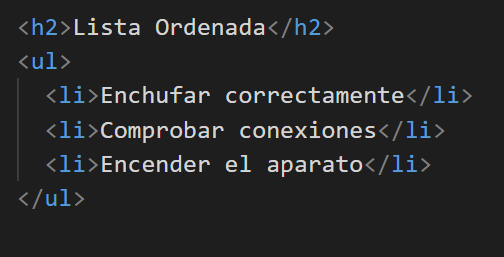 <h2>Lista Ordenada</h2>
<ul>
<li>Enchufar correctamente</li>
<li>Comprobar conexiones</li>
<li>Encender el aparato</li>
</ul>